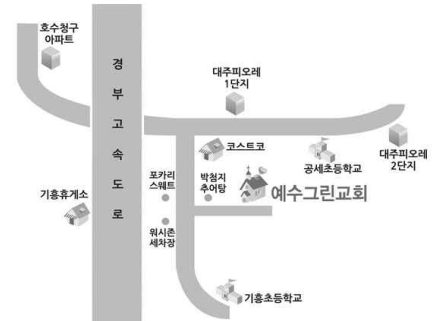 호수청구
아파트
경
부
고
속
도
로
대주피오레
1단지
코스트코
공세초등학교
대주피오레
2단지
포카리
스웨트
박첨지
추어탕
예수그린교회
기흥휴게소
워시존
세차장
기흥초등학교